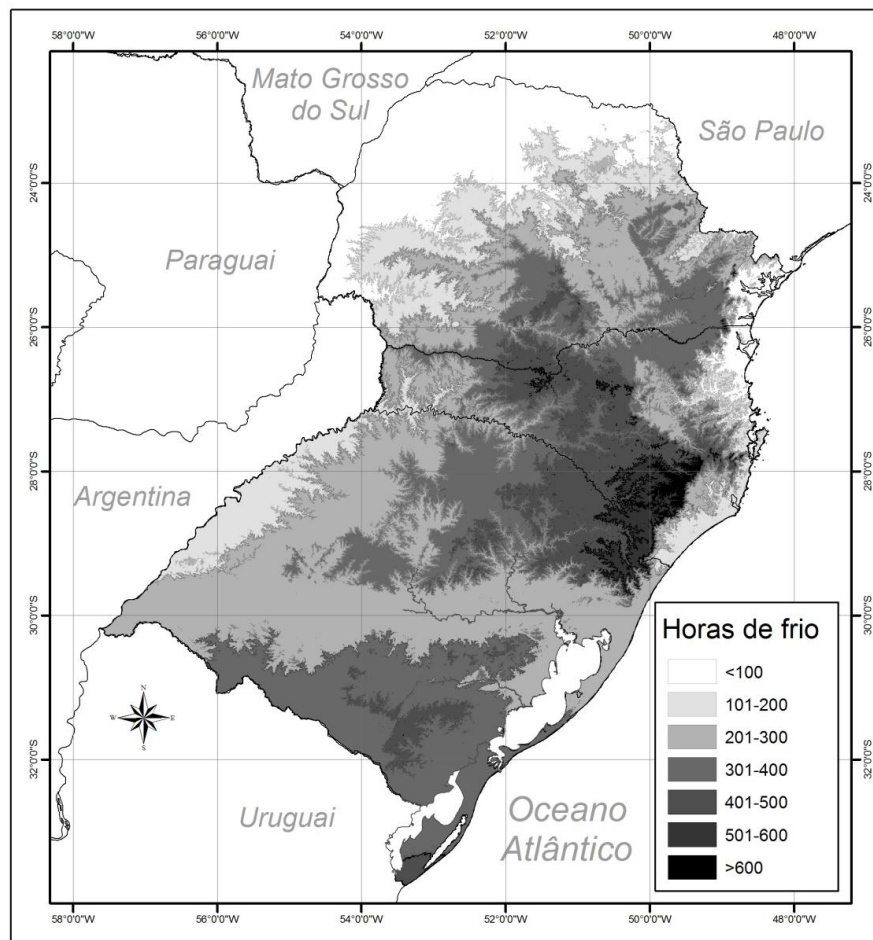 58°0'0"W 56°0'0"W 54°0'0"W 52°0'0"W 50°0'0"W 48°0'0"W
Mato Grosso
do Sul
São Paulo
24°0'0"S 24°0'0"S
Paraguai
26°0'0"S 26°0'0"S
28°0'0"S 28°0'0"S
Argentina
30°0'0"S 30°0'0"S
Horas de frio
<100
101-200
201-300
301-400
401-500
501-600
>600
N
W E
S
32°0'0"S 32°0'0"S
Uruguai
Oceano
Atlântico
58°0'0"W 56°0'0"W 54°0'0"W 52°0'0"W 50°0'0"W 48°0'0"W